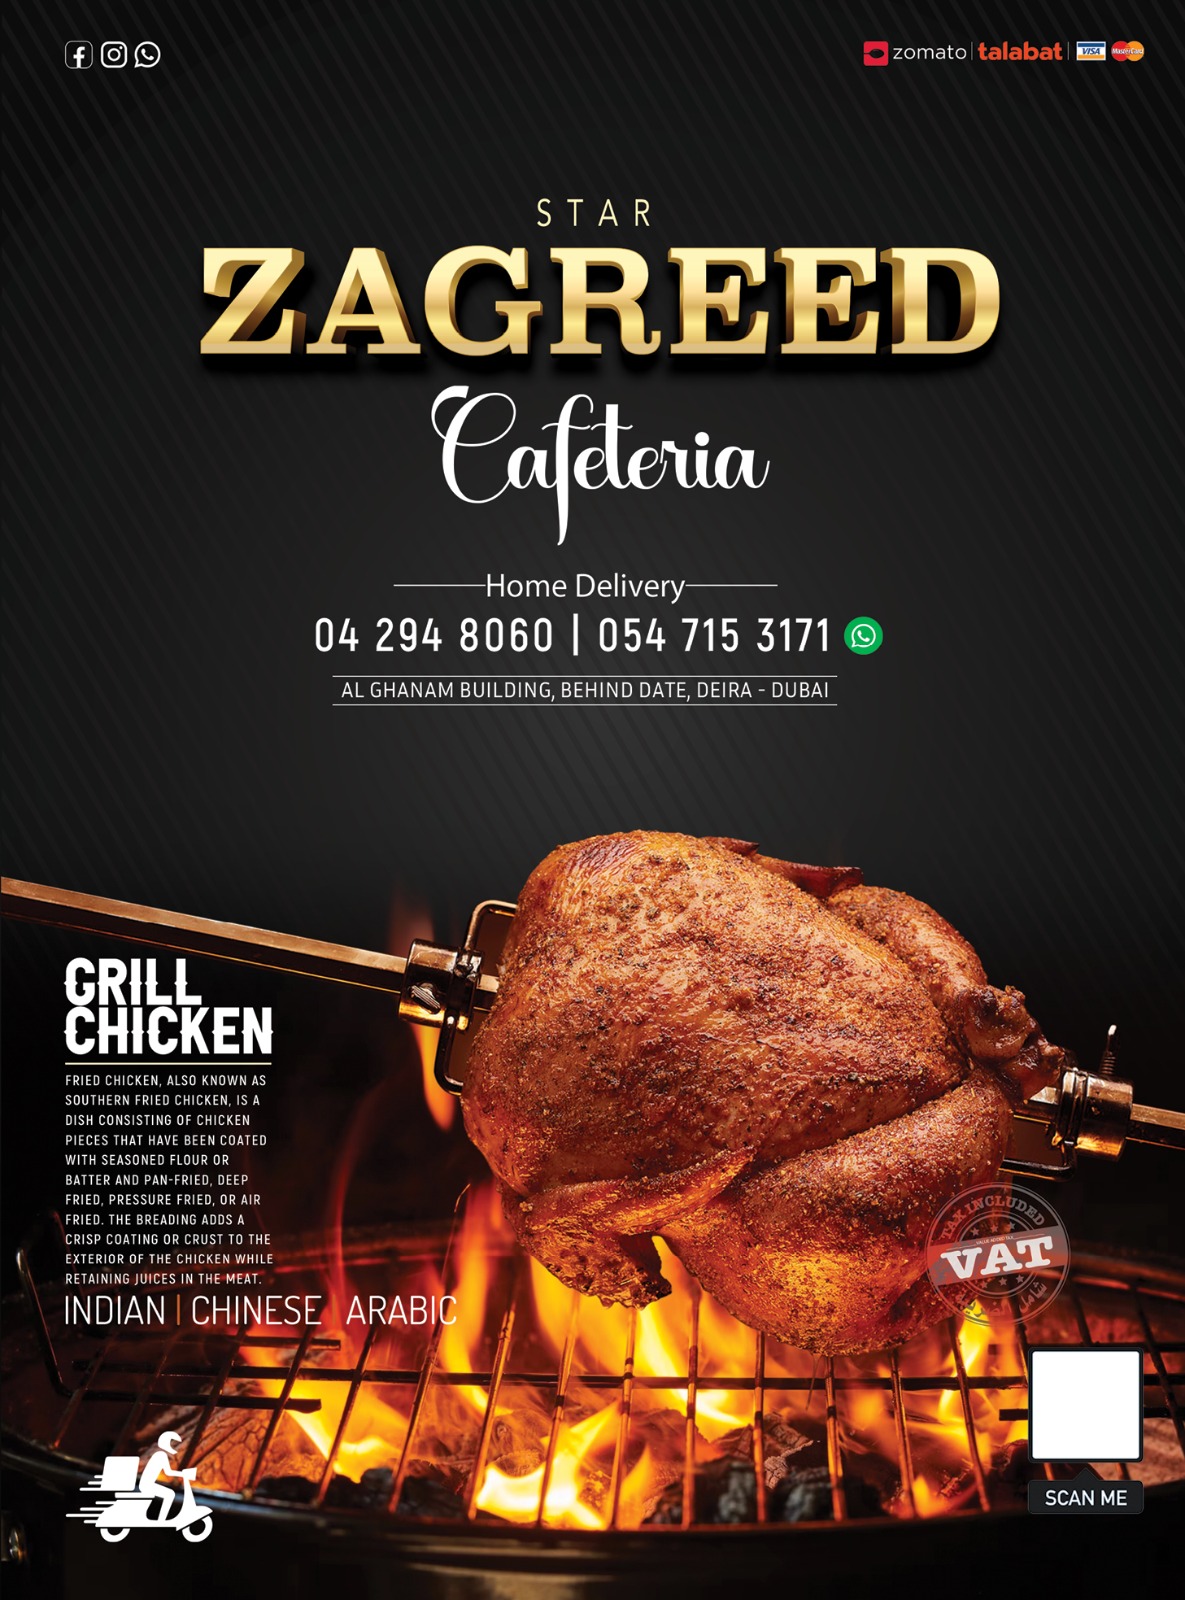 zomato | talabat | VISA MasterCard
STAR
ZAGREED
Cafeteria
Home Delivery
04 294 8060 | 054 715 3171
AL GHANAM BUILDING, BEHIND DATE, DEIRA - DUBAI
GRILL
CHICKEN
FRIED CHICKEN, ALSO KNOWN AS
SOUTHERN FRIED CHICKEN, IS A
DISH CONSISTING OF CHICKEN
PIECES THAT HAVE BEEN COATED
WITH SEASONED FLOUR OR
BATTER AND PAN-FRIED, DEEP
FRIED, PRESSURE FRIED, OR AIR
FRIED. THE BREADING ADDS A
CRISP COATING OR CRUST TO THE
EXTERIOR OF THE CHICKEN WHILE
RETAINING JUICES IN THE MEAT.
INDIAN | CHINESE ARABIC
TAX INCLUDED
VALUE ADDED TAX
VAT
SCAN ME